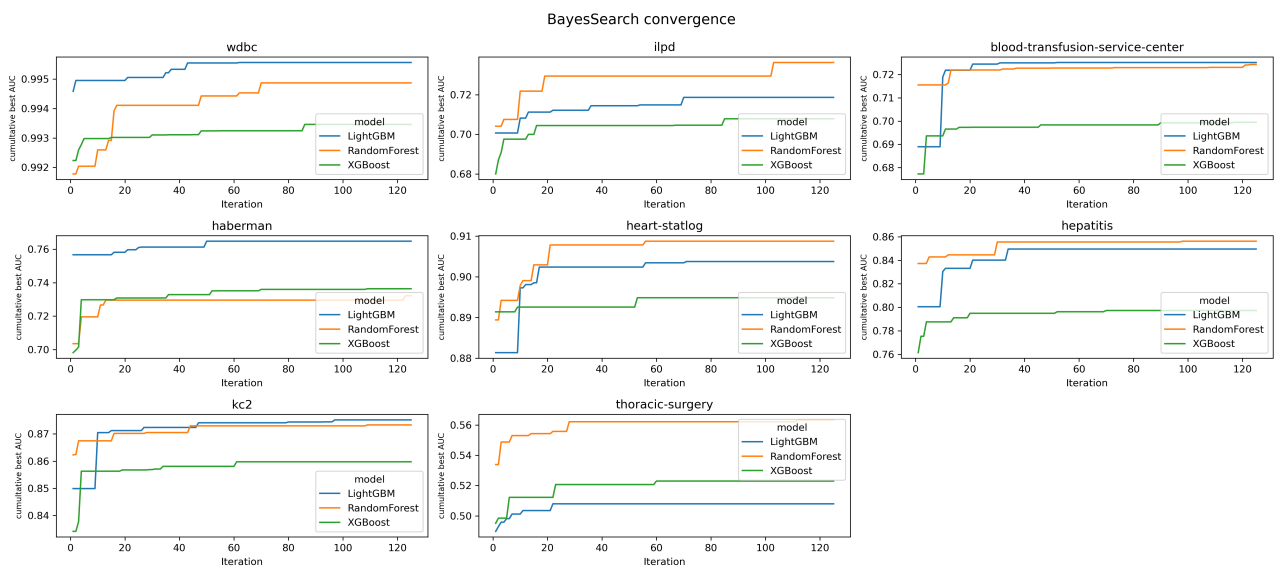 BayesSearch convergence
wdbc
cumultative best AUC
0.995
0.994
0.993
0.992
model
LightGBM
RandomForest
XGBoost
0 20 40 60 80 100 120
Iteration
ilpd
cumultative best AUC
0.72
0.70
0.68
model
LightGBM
RandomForest
XGBoost
0 20 40 60 80 100 120
Iteration
blood-transfusion-service-center
cumultative best AUC
0.72
0.71
0.70
0.69
0.68
model
LightGBM
RandomForest
XGBoost
0 20 40 60 80 100 120
Iteration
haberman
cumultative best AUC
0.76
0.74
0.72
0.70
model
LightGBM
RandomForest
XGBoost
0 20 40 60 80 100 120
Iteration
heart-statlog
cumultative best AUC
0.91
0.90
0.89
0.88
model
LightGBM
RandomForest
XGBoost
0 20 40 60 80 100 120
Iteration
hepatitis
cumultative best AUC
0.86
0.84
0.82
0.80
0.78
0.76
model
LightGBM
RandomForest
XGBoost
0 20 40 60 80 100 120
Iteration
kc2
cumultative best AUC
0.87
0.86
0.85
0.84
model
LightGBM
RandomForest
XGBoost
0 20 40 60 80 100 120
Iteration
thoracic-surgery
cumultative best AUC
0.56
0.54
0.52
0.50
model
LightGBM
RandomForest
XGBoost
0 20 40 60 80 100 120
Iteration